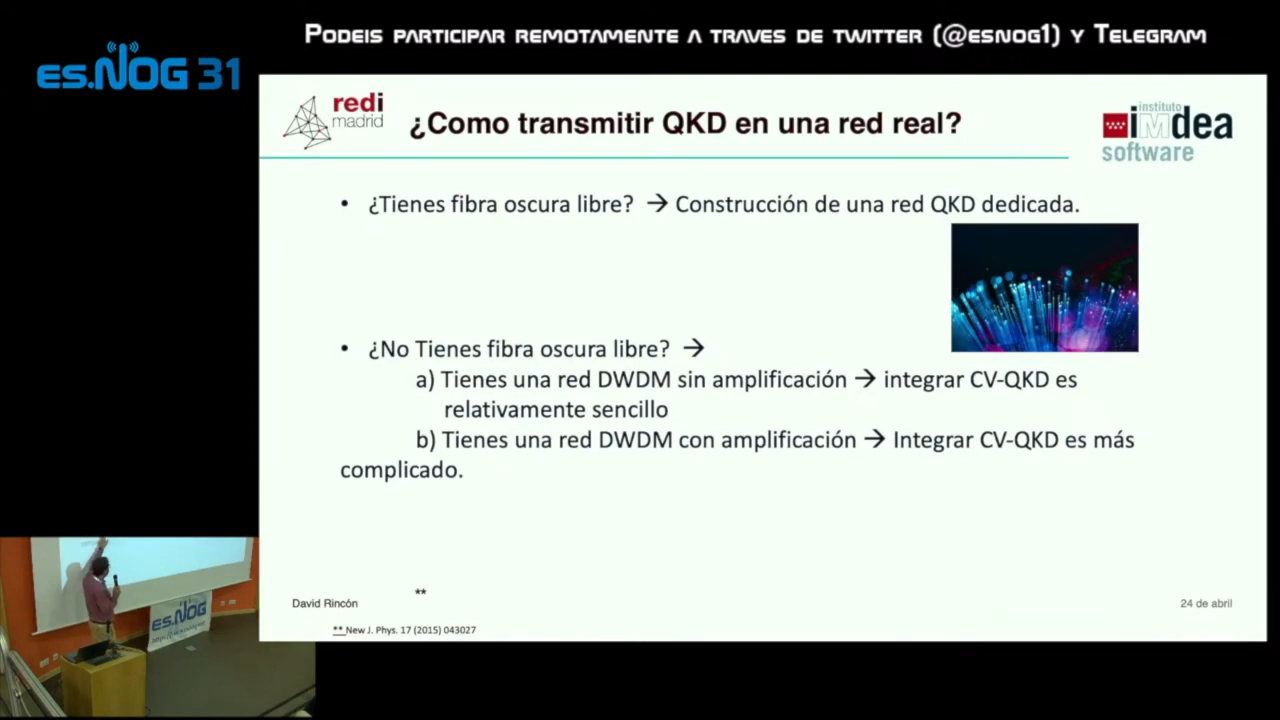 PODEIS PARTICIPAR REMOTAMENTE A TRAVES DE TWITTER (@ESNOG1) Y TELEGRAM
es.NOG 31
redi
madrid
¿Como transmitir QKD en una red real?
instituto
imdea
software
• ¿Tienes fibra oscura libre? → Construcción de una red QKD dedicada.
• ¿No Tienes fibra oscura libre? →
a) Tienes una red DWDM sin amplificación → integrar CV-QKD es
relativamente sencillo
b) Tienes una red DWDM con amplificación → Integrar CV-QKD es más
complicado.
**
David Rincón
24 de abril
** New J. Phys. 17 (2015) 043027
es.NOG